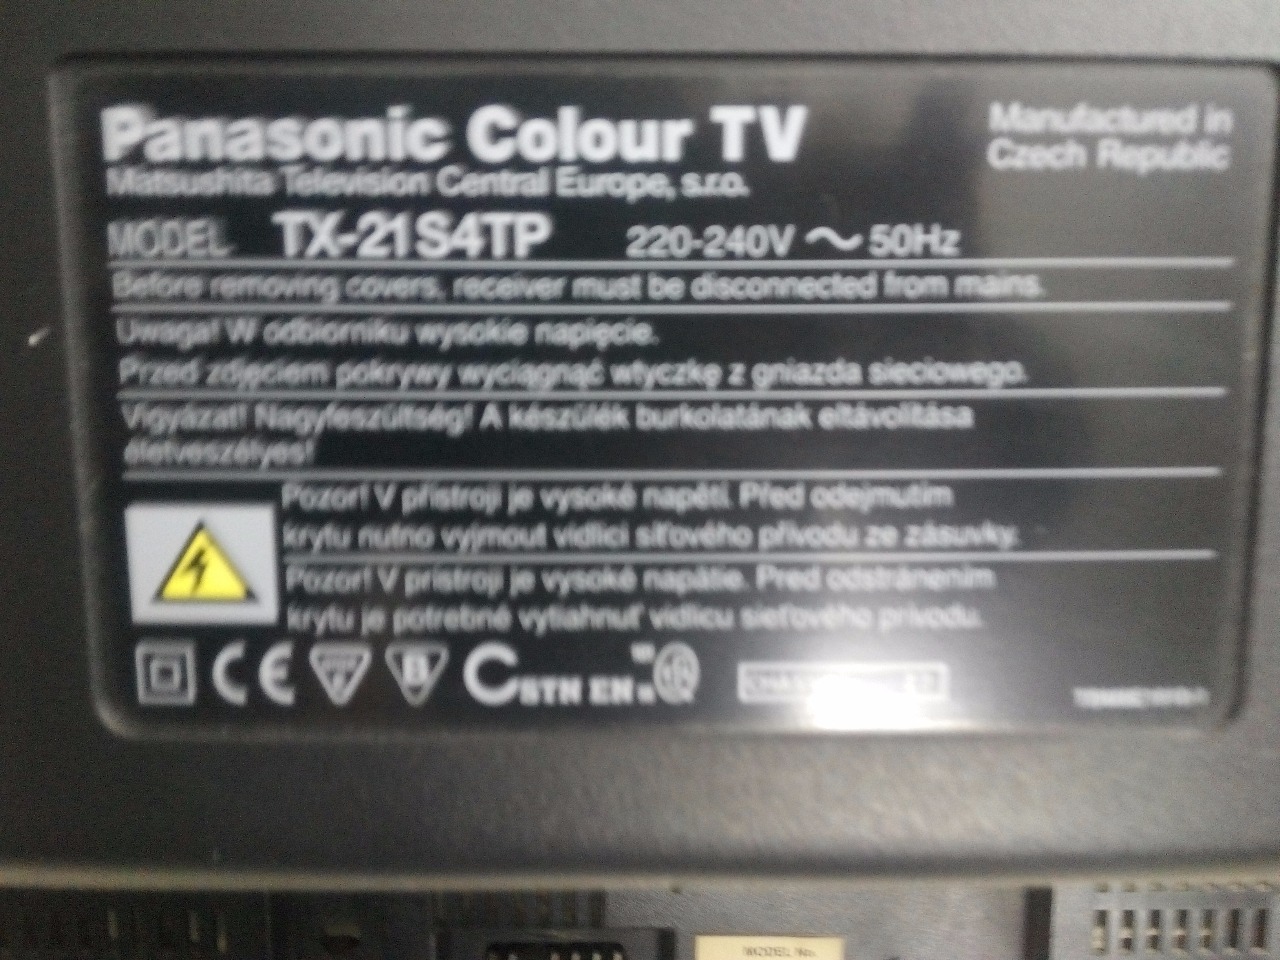 Panasonic Colour TV
Manufactured in
Czech Republic
Matsushita Television Central Europe, s.r.o.
MODEL TX-21S4TP 220-240V ~ 50Hz
Before removing covers, receiver must be disconnected from mains.
Uwaga! W odbiorniku wysokie napięcie.
Przed zdjęciem pokrywy wyciągnąć wtyczkę z gniazda sieciowego.
Vigyázat! Nagyfeszültség! A készülék burkolatának eltávolítása
életveszélyes!
Pozor! V přístroji je vysoké napětí. Před odejmutím
krytu nutno vyjmout vidlici síťového přívodu ze zásuvky.
Pozor! V prístroji je vysoké napätie. Pred odstránením
krytu je potrebné vytiahnuť vidlicu sieťového prívodu.
CE B